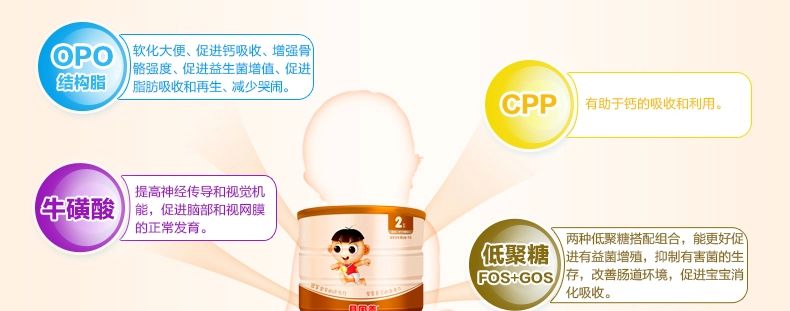 OPO
结构脂
软化大便、促进钙吸收、增强骨
骼强度、促进益生菌增值、促进
脂肪吸收和再生、减少哭闹。
CPP
有助于钙的吸收和利用。
牛磺酸
提高神经传导和视觉机
能，促进脑部和视网膜
的正常发育。
2
低聚糖
FOS+GOS
两种低聚糖搭配组合，能更好促
进有益菌增殖，抑制有害菌的生
存，改善肠道环境，促进宝宝消
化吸收。